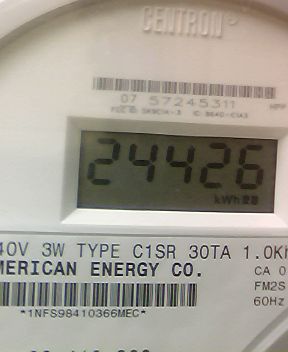 CENTRON
07 57245311
24426
kWh
40V 3W TYPE C1SR 30TA 1.0Kh
MERICAN ENERGY CO.
CA 0
FM2S
60Hz
*1NFS98410366MEC*